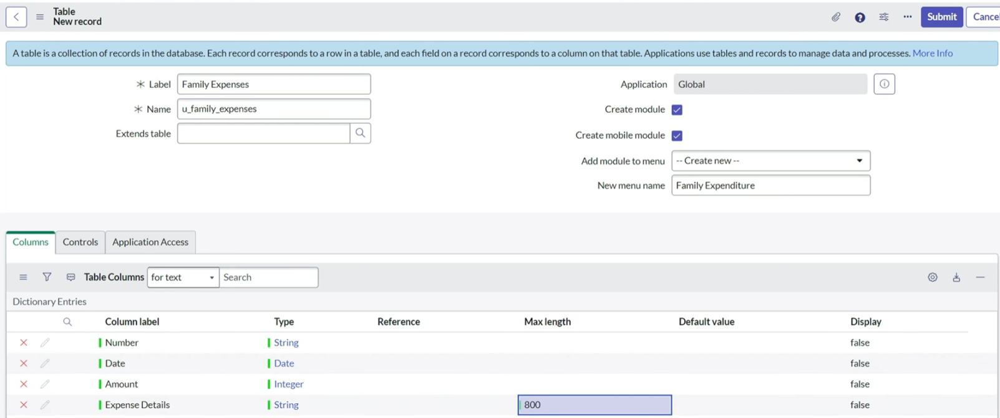 Table
New record
Submit
Cancel
A table is a collection of records in the database. Each record corresponds to a row in a table, and each field on a record corresponds to a column on that table. Applications use tables and records to manage data and processes. More Info
Label Family Expenses
Name u_family_expenses
Extends table
Application Global
Create module
Create mobile module
Add module to menu -- Create new --
New menu name Family Expenditure
Columns Controls Application Access
Table Columns for text Search
Dictionary Entries
Column label Type Reference Max length Default value Display
Number String false
Date Date false
Amount Integer false
Expense Details String 800 false